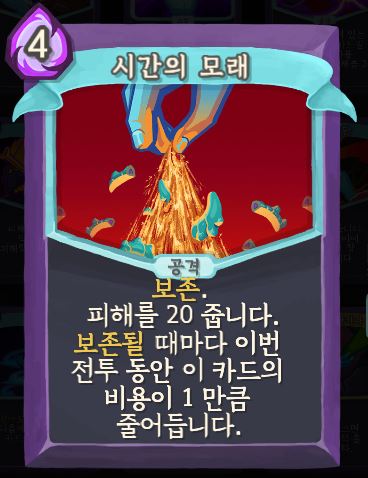 4
시간의 모래
공격
보존.
피해를 20 줍니다.
보존될 때마다 이번
전투 동안 이 카드의
비용이 1 만큼
줄어듭니다.